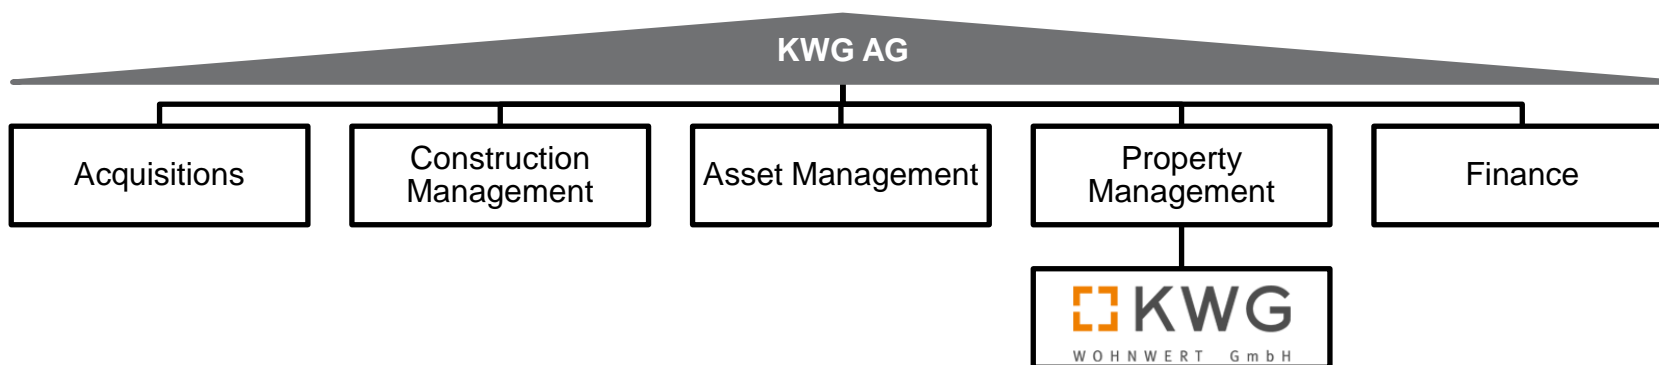 KWG AG
Acquisitions
Construction
Management
Asset Management
Property
Management
Finance
KWG
WOHNWERT GmbH